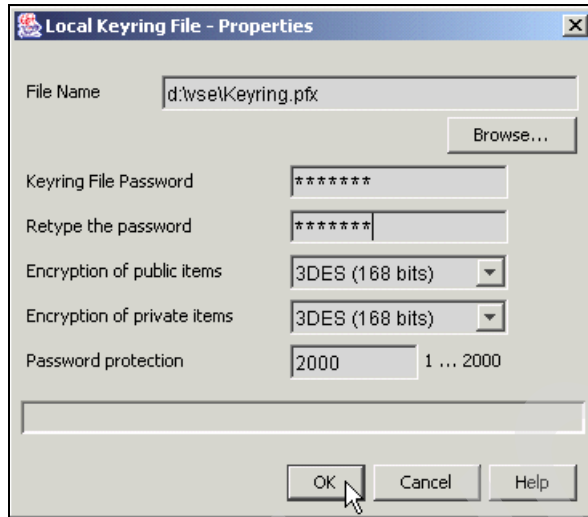 Local Keyring File - Properties
File Name d:\vse\Keyring.pfx
Browse...
Keyring File Password *******
Retype the password *******
Encryption of public items 3DES (168 bits)
Encryption of private items 3DES (168 bits)
Password protection 2000 1 ... 2000
OK Cancel Help